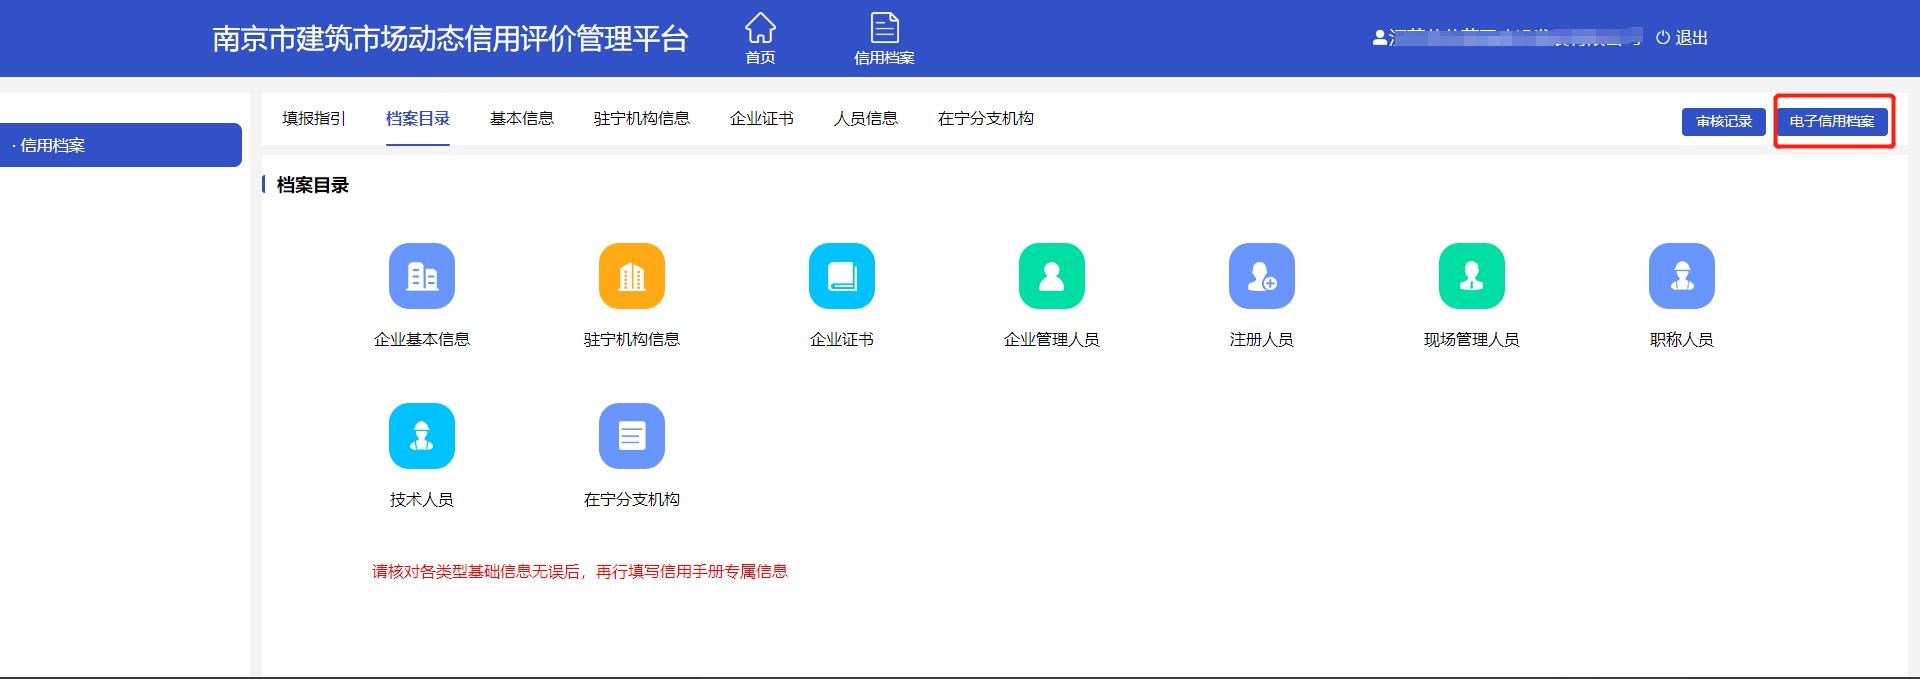 南京市建筑市场动态信用评价管理平台
首页
信用档案
退出
· 信用档案
填报指引 档案目录 基本信息 驻宁机构信息 企业证书 人员信息 在宁分支机构
审核记录 电子信用档案
档案目录
企业基本信息 驻宁机构信息 企业证书 企业管理人员 注册人员 现场管理人员 职称人员
技术人员 在宁分支机构
请核对各类型基础信息无误后，再行填写信用手册专属信息